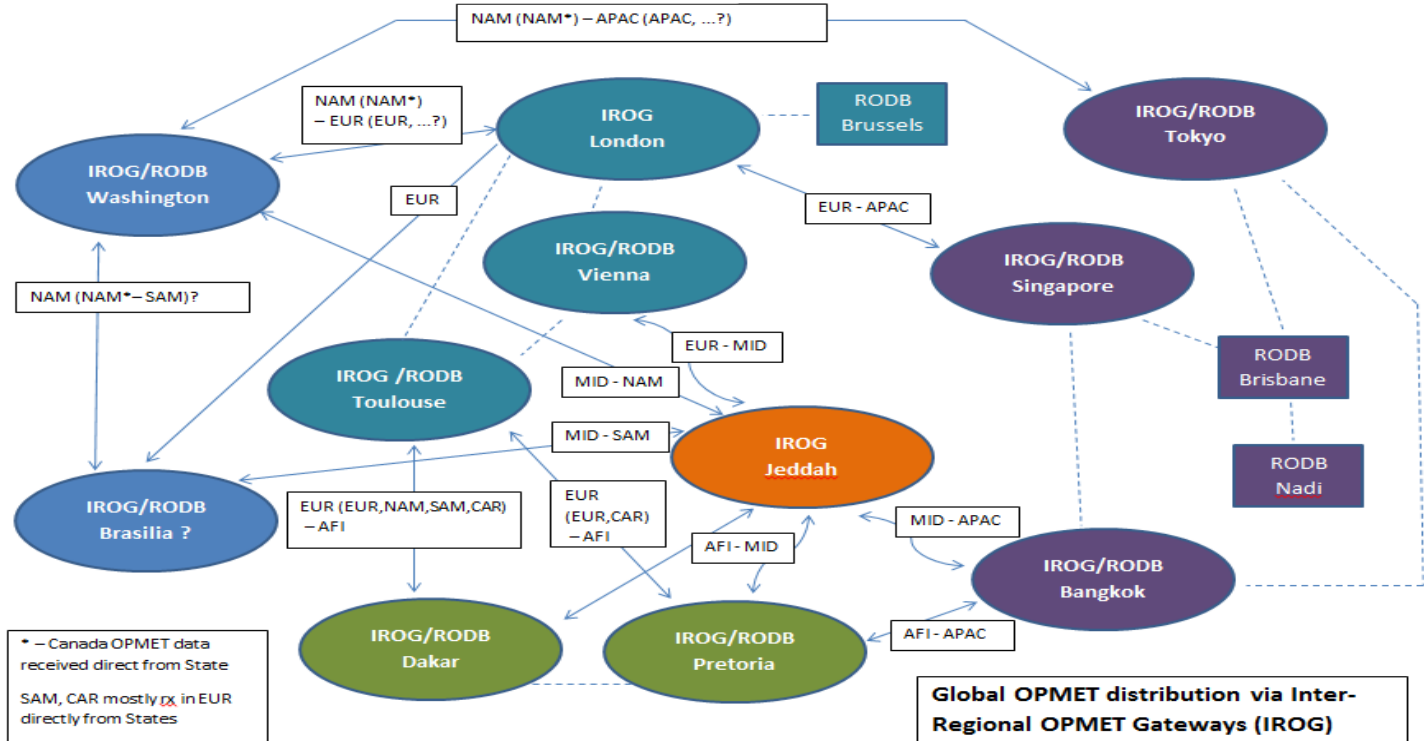 NAM (NAM*) – APAC (APAC, ...?)
NAM (NAM*)
– EUR (EUR, ...?)
IROG
London
RODB
Brussels
IROG/RODB
Tokyo
IROG/RODB
Washington
EUR
EUR - APAC
IROG/RODB
Vienna
IROG/RODB
Singapore
NAM (NAM*– SAM)?
EUR - MID
IROG /RODB
Toulouse
MID - NAM
RODB
Brisbane
MID - SAM
IROG
Jeddah
RODB
Nadi
IROG/RODB
Brasilia ?
EUR (EUR,NAM,SAM,CAR)
– AFI
EUR
(EUR,CAR)
– AFI
AFI - MID
MID - APAC
IROG/RODB
Bangkok
IROG/RODB
Dakar
IROG/RODB
Pretoria
AFI - APAC
* – Canada OPMET data
received direct from State
SAM, CAR mostly rx in EUR
directly from States
Global OPMET distribution via Inter-
Regional OPMET Gateways (IROG)